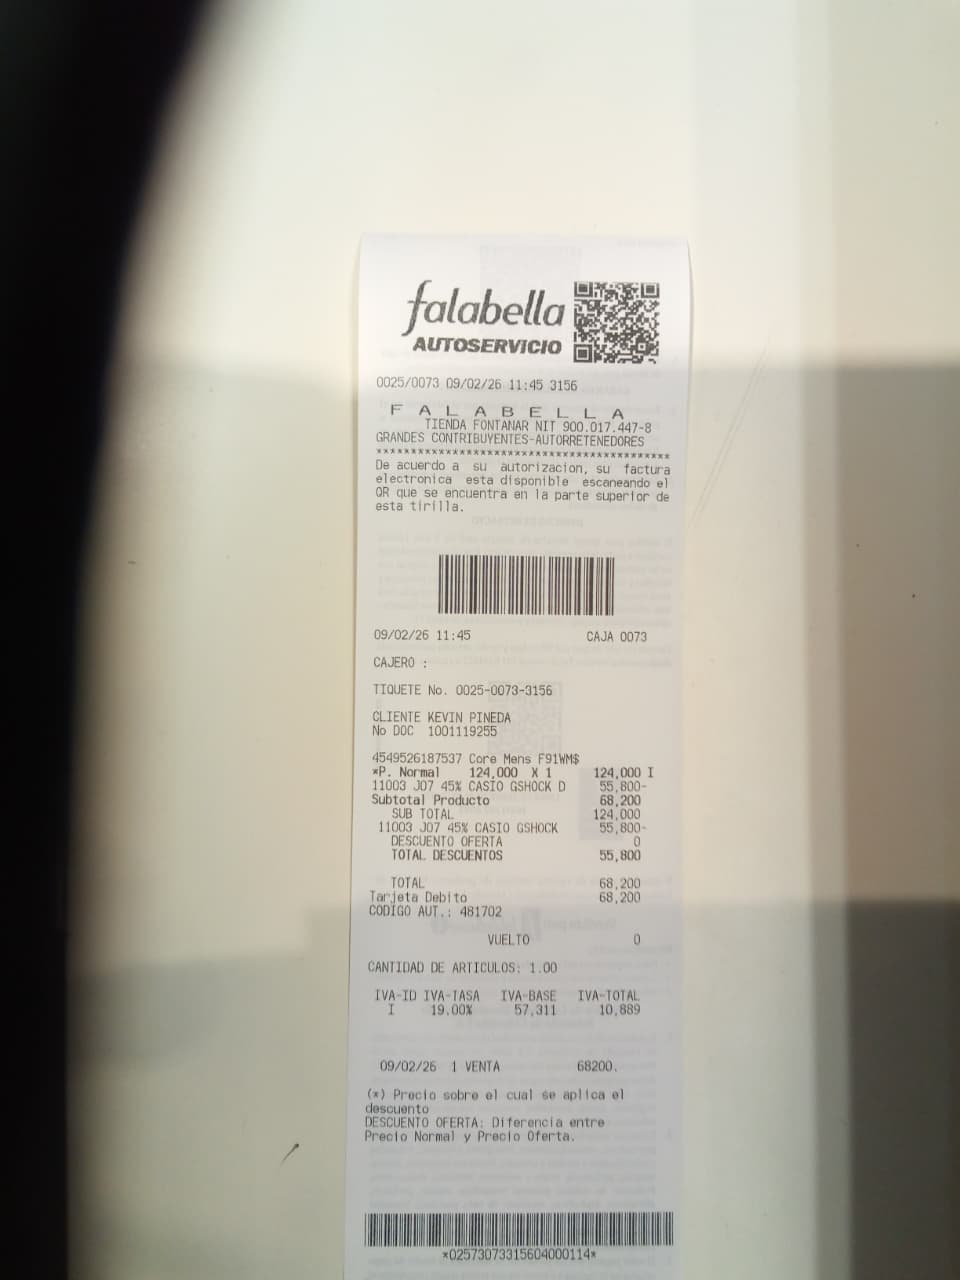 falabella
AUTOSERVICIO
0025/0073 09/02/26 11:45 3156
F A L A B E L L A
TIENDA FONTANAR NIT 900.017.447-8
GRANDES CONTRIBUYENTES-AUTORRETENEDORES
*******************************************
De acuerdo a su autorizacion, su factura
electronica esta disponible escaneando el
QR que se encuentra en la parte superior de
esta tirilla.
09/02/26 11:45 CAJA 0073
CAJERO :
TIQUETE No. 0025-0073-3156
CLIENTE KEVIN PINEDA
No DOC 1001119255
4549526187537 Core Mens F91WM$
*P. Normal 124,000 X 1 124,000 I
11003 J07 45% CASIO GSHOCK D 55,800-
Subtotal Producto 68,200
SUB TOTAL 124,000
11003 J07 45% CASIO GSHOCK 55,800-
DESCUENTO OFERTA 0
TOTAL DESCUENTOS 55,800
TOTAL 68,200
Tarjeta Debito 68,200
CODIGO AUT.: 481702
VUELTO 0
CANTIDAD DE ARTICULOS: 1.00
IVA-ID IVA-TASA IVA-BASE IVA-TOTAL
I 19.00% 57,311 10,889
09/02/26 1 VENTA 68200.
(*) Precio sobre el cual se aplica el
descuento
DESCUENTO OFERTA: Diferencia entre
Precio Normal y Precio Oferta.
*02573073315604000114*